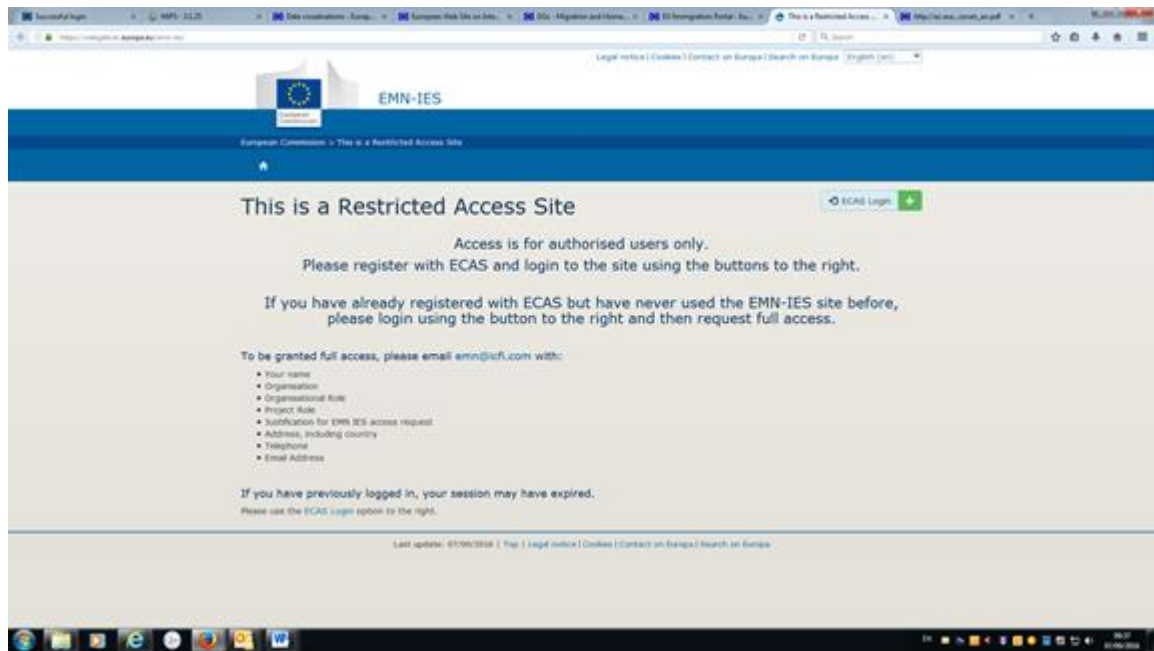 Successful login
Legal notice | Cookies | Contact on Europa | Search on Europa English (en)
European
Commission
EMN-IES
European Commission > This is a Restricted Access Site
This is a Restricted Access Site
ECAS Login
Access is for authorised users only.
Please register with ECAS and login to the site using the buttons to the right.
If you have already registered with ECAS but have never used the EMN-IES site before,
please login using the button to the right and then request full access.
To be granted full access, please email emn@icfi.com with:
• Your name
• Organisation
• Organisational Role
• Project Role
• Justification for EMN IES access request
• Address, including country
• Telephone
• Email Address
If you have previously logged in, your session may have expired.
Please use the ECAS Login option to the right.
Last update: | Top | Legal notice | Cookies | Contact on Europa | Search on Europa